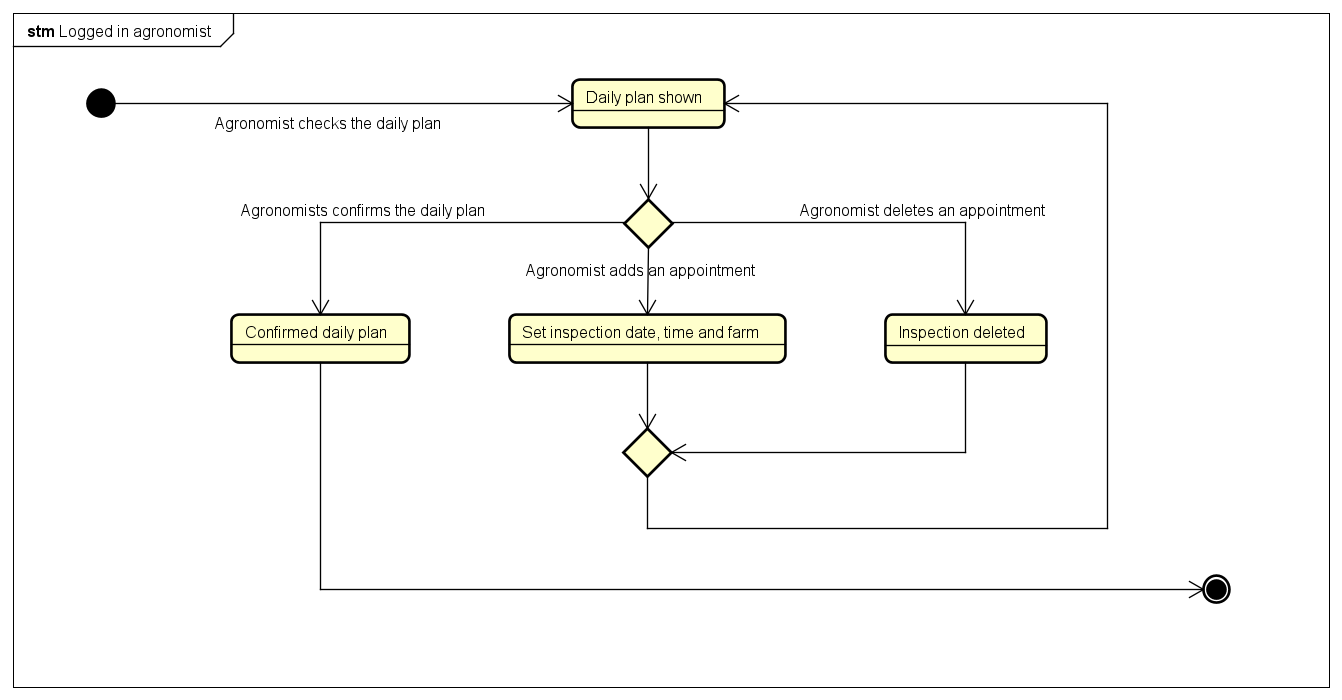 stm Logged in agronomist
Daily plan shown
Agronomist checks the daily plan
Agronomists confirms the daily plan
Agronomist deletes an appointment
Agronomist adds an appointment
Confirmed daily plan
Set inspection date, time and farm
Inspection deleted